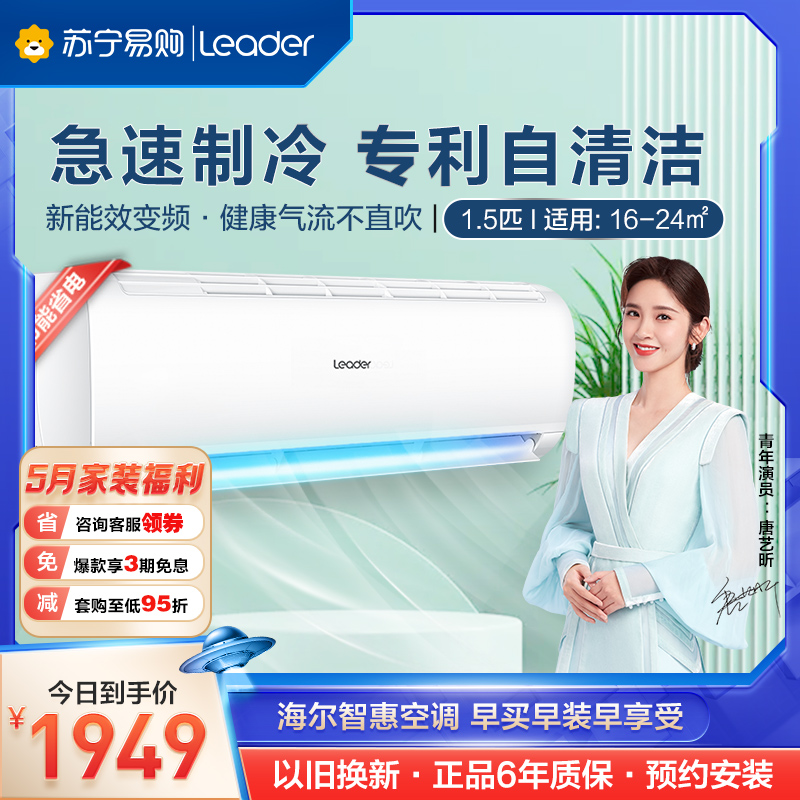 苏宁易购|Leader
急速制冷 专利自清洁
新能效变频·健康气流不直吹|1.5匹 | 适用: 16-24㎡
能省电
Leader
青年演员：唐艺昕
5月家装福利
省 咨询客服领券
免 爆款享3期免息
减 套购至低95折
今日到手价
¥1949
海尔智惠空调 早买早装早享受
以旧换新·正品6年质保·预约安装